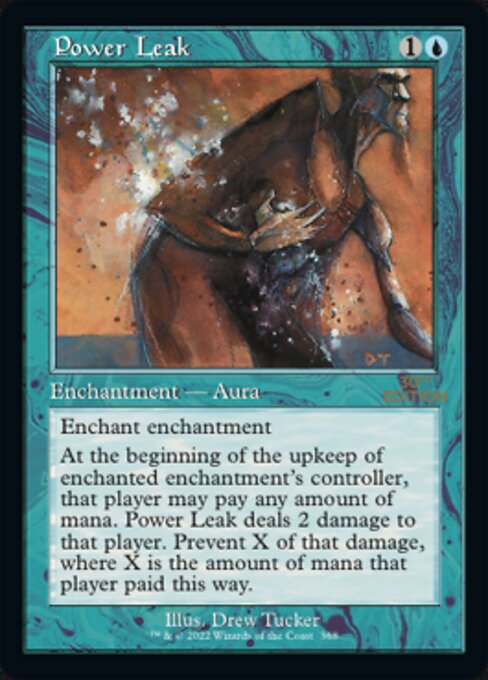 Power Leak 1
D T
Enchantment — Aura
30TH
EDITION
Enchant enchantment
At the beginning of the upkeep of
enchanted enchantment's controller,
that player may pay any amount of
mana. Power Leak deals 2 damage to
that player. Prevent X of that damage,
where X is the amount of mana that
player paid this way.
Illus. Drew Tucker
™ & © 2022 Wizards of the Coast 368